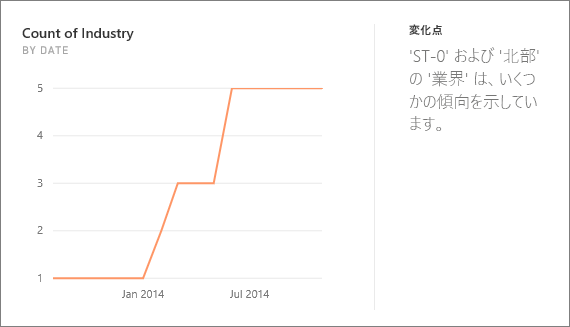 Count of Industry
BY DATE
5
4
3
2
1
Jan 2014
Jul 2014
変化点
'ST-0' および '北部'
の '業界' は、いくつ
かの傾向を示してい
ます。